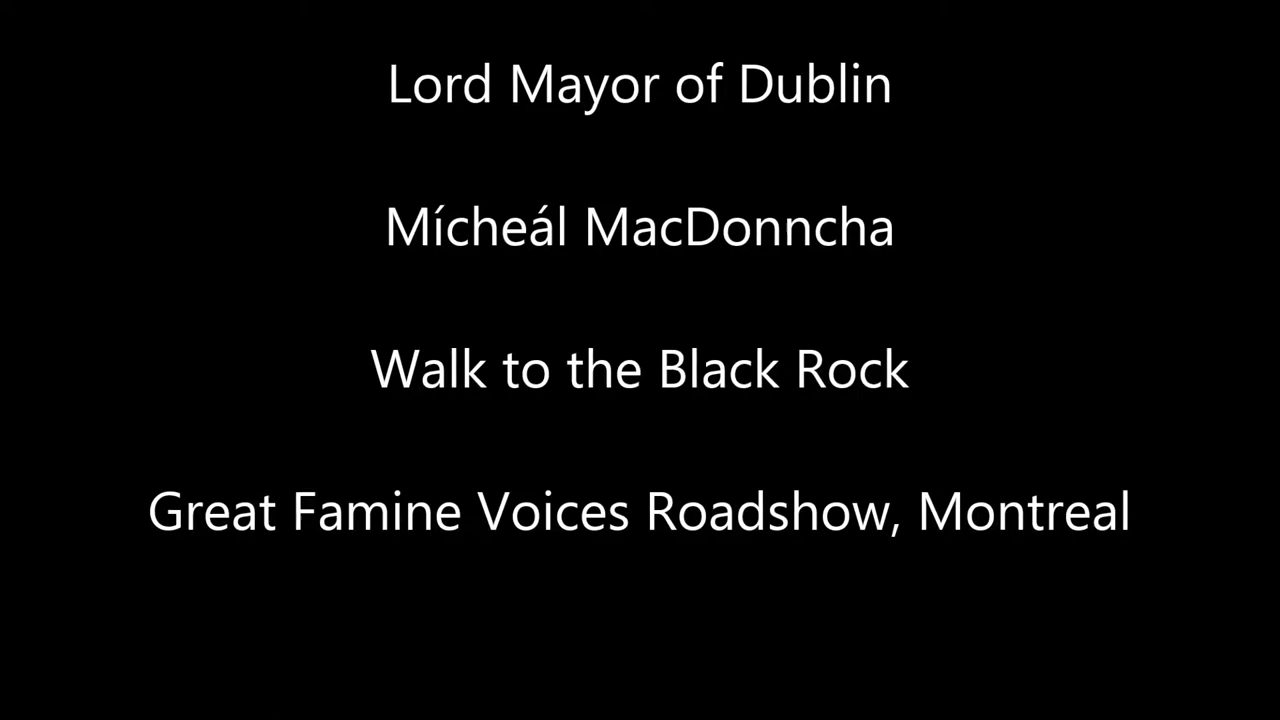 Lord Mayor of Dublin
Mícheál MacDonncha
Walk to the Black Rock
Great Famine Voices Roadshow, Montreal